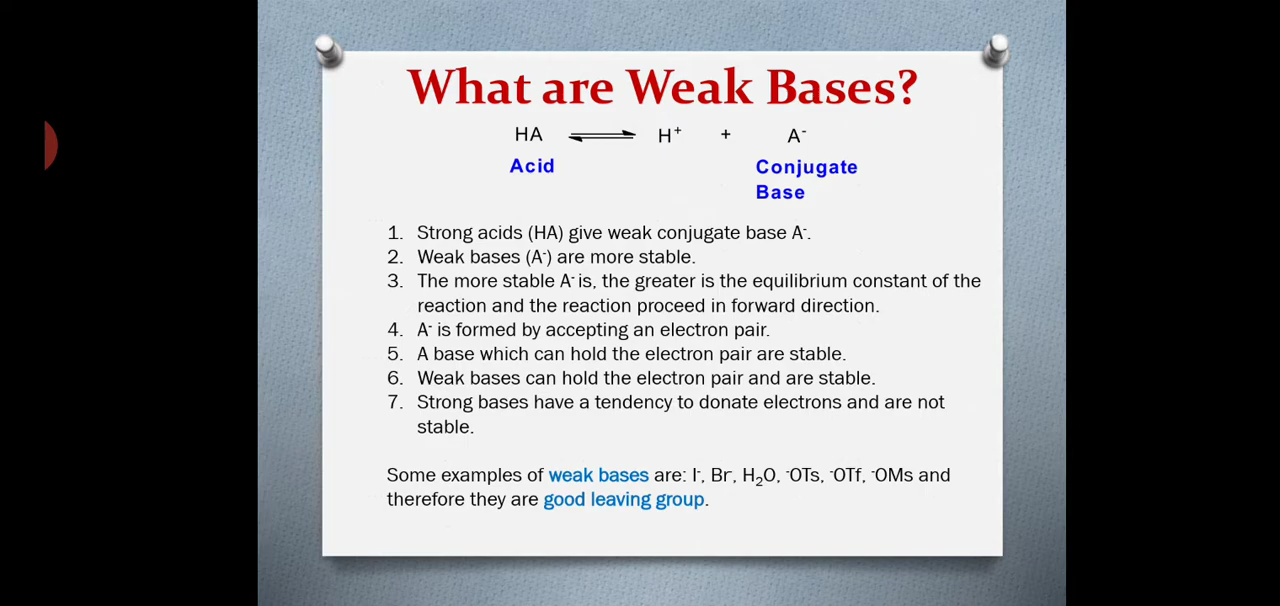 What are Weak Bases?
HA ⇌ H⁺ + A⁻
Acid Conjugate
Base
1. Strong acids (HA) give weak conjugate base A⁻.
2. Weak bases (A⁻) are more stable.
3. The more stable A⁻ is, the greater is the equilibrium constant of the
reaction and the reaction proceed in forward direction.
4. A⁻ is formed by accepting an electron pair.
5. A base which can hold the electron pair are stable.
6. Weak bases can hold the electron pair and are stable.
7. Strong bases have a tendency to donate electrons and are not
stable.
Some examples of weak bases are: I⁻, Br⁻, H₂O, ⁻OTs, ⁻OTf, ⁻OMs and
therefore they are good leaving group.